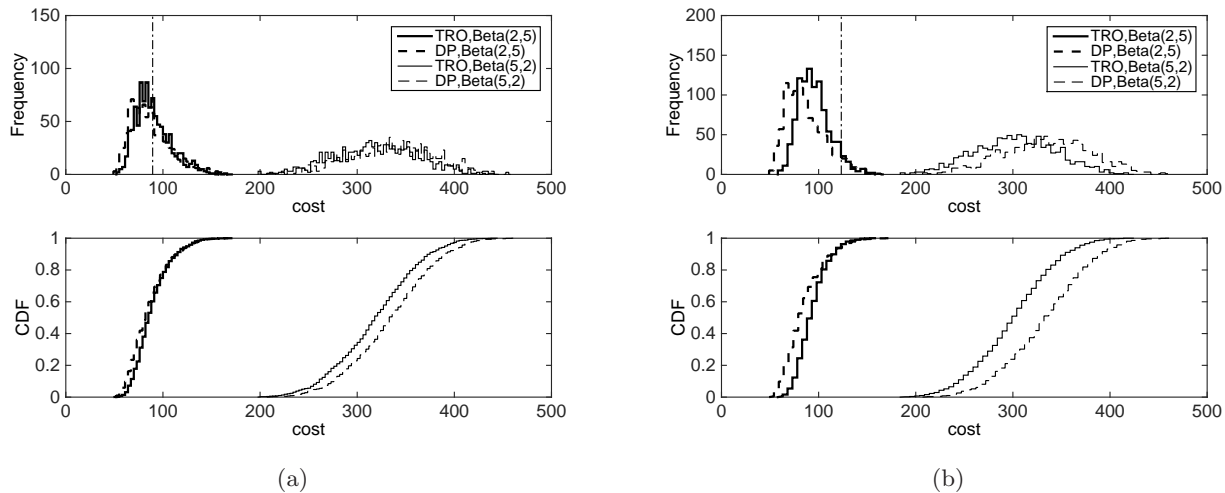 150
100
50
0
Frequency
TRO,Beta(2,5)
DP,Beta(2,5)
TRO,Beta(5,2)
DP,Beta(5,2)
0 100 200 300 400 500
cost
1
0.8
0.6
0.4
0.2
0
CDF
0 100 200 300 400 500
cost
(a)
200
150
100
50
0
Frequency
TRO,Beta(2,5)
DP,Beta(2,5)
TRO,Beta(5,2)
DP,Beta(5,2)
0 100 200 300 400 500
cost
1
0.8
0.6
0.4
0.2
0
CDF
0 100 200 300 400 500
cost
(b)